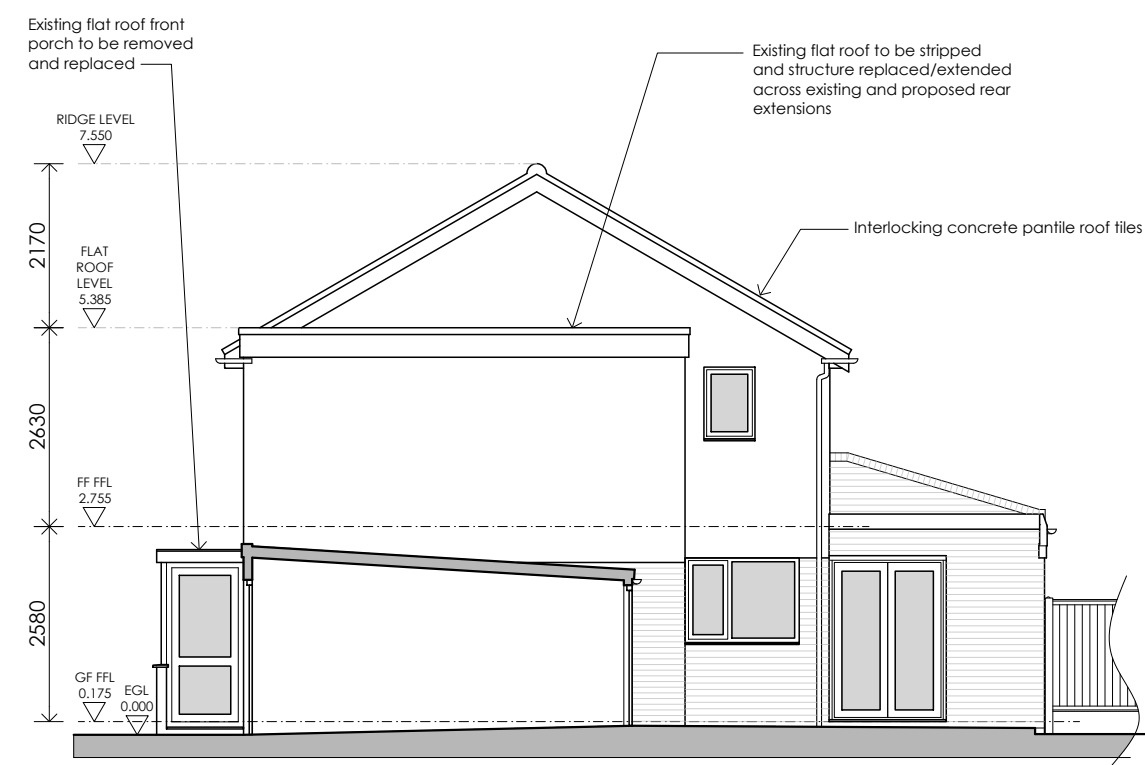 Existing flat roof front
porch to be removed
and replaced
Existing flat roof to be stripped
and structure replaced/extended
across existing and proposed rear
extensions
RIDGE LEVEL
7.550
Interlocking concrete pantile roof tiles
2170
FLAT
ROOF
LEVEL
5.385
2630
FF FFL
2.755
2580
GF FFL
0.175
EGL
0.000